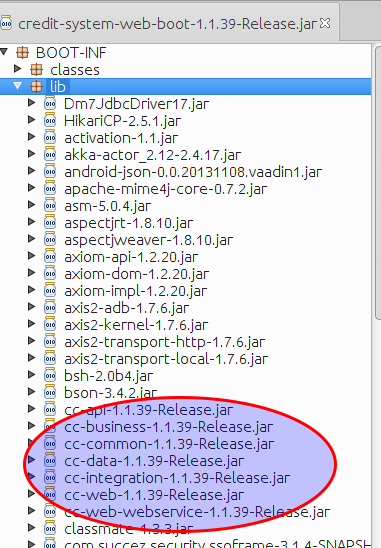 credit-system-web-boot-1.1.39-Release.jar
BOOT-INF
classes
lib
Dm7JdbcDriver17.jar
HikariCP-2.5.1.jar
activation-1.1.jar
akka-actor_2.12-2.4.17.jar
android-json-0.0.20131108.vaadin1.jar
apache-mime4j-core-0.7.2.jar
asm-5.0.4.jar
aspectjrt-1.8.10.jar
aspectjweaver-1.8.10.jar
axiom-api-1.2.20.jar
axiom-dom-1.2.20.jar
axiom-impl-1.2.20.jar
axis2-adb-1.7.6.jar
axis2-kernel-1.7.6.jar
axis2-transport-http-1.7.6.jar
axis2-transport-local-1.7.6.jar
bsh-2.0b4.jar
bson-3.4.2.jar
cc-api-1.1.39-Release.jar
cc-business-1.1.39-Release.jar
cc-common-1.1.39-Release.jar
cc-data-1.1.39-Release.jar
cc-integration-1.1.39-Release.jar
cc-web-1.1.39-Release.jar
cc-web-webservice-1.1.39-Release.jar
classmate-1.3.3.jar
com.succez.security.ssoframe-3.1.4-SNAPSH